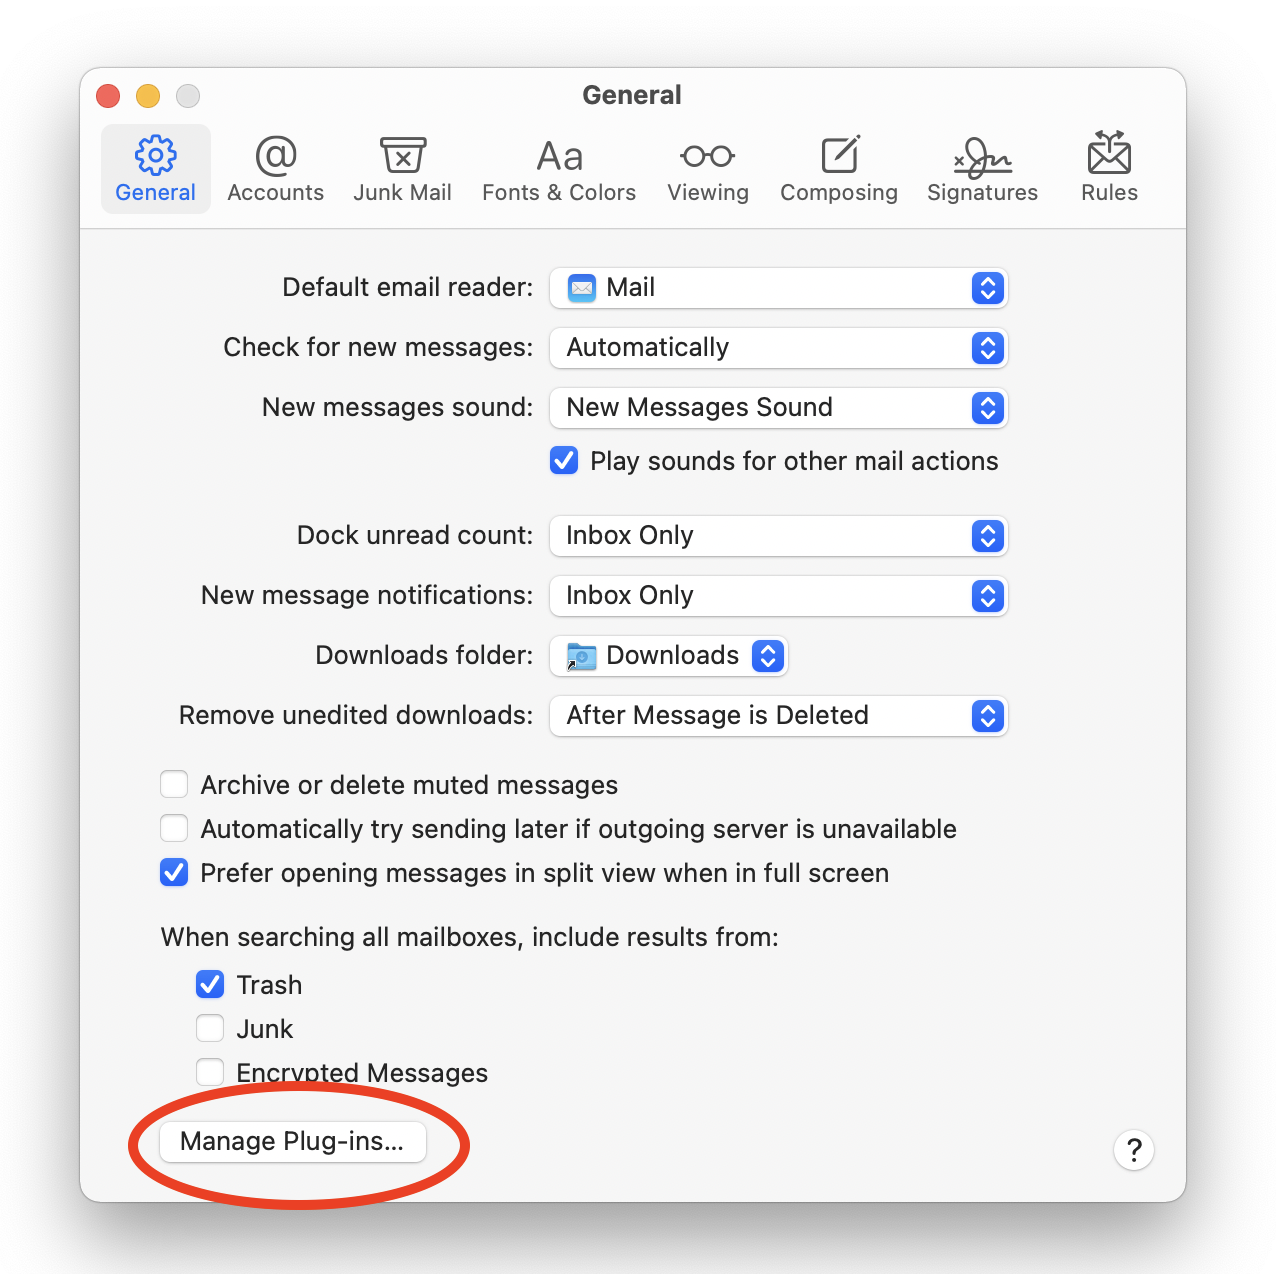 General
General
Accounts
Junk Mail
Fonts & Colors
Viewing
Composing
Signatures
Rules
Default email reader: Mail
Check for new messages: Automatically
New messages sound: New Messages Sound
Play sounds for other mail actions
Dock unread count: Inbox Only
New message notifications: Inbox Only
Downloads folder: Downloads
Remove unedited downloads: After Message is Deleted
Archive or delete muted messages
Automatically try sending later if outgoing server is unavailable
Prefer opening messages in split view when in full screen
When searching all mailboxes, include results from:
Trash
Junk
Encrypted Messages
Manage Plug-ins...
?